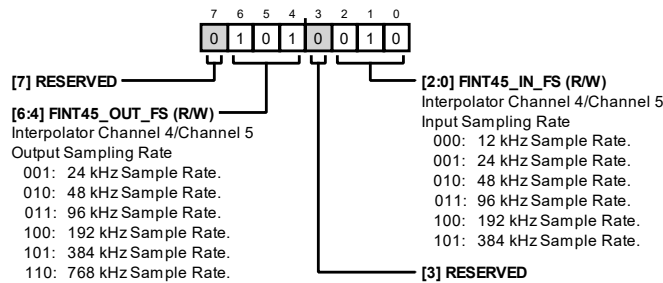 7 6 5 4 3 2 1 0
0 1 0 1 0 0 1 0
[7] RESERVED
[6:4] FINT45_OUT_FS (R/W)
Interpolator Channel 4/Channel 5
Output Sampling Rate
001: 24 kHz Sample Rate.
010: 48 kHz Sample Rate.
011: 96 kHz Sample Rate.
100: 192 kHz Sample Rate.
101: 384 kHz Sample Rate.
110: 768 kHz Sample Rate.
[2:0] FINT45_IN_FS (R/W)
Interpolator Channel 4/Channel 5
Input Sampling Rate
000: 12 kHz Sample Rate.
001: 24 kHz Sample Rate.
010: 48 kHz Sample Rate.
011: 96 kHz Sample Rate.
100: 192 kHz Sample Rate.
101: 384 kHz Sample Rate.
[3] RESERVED